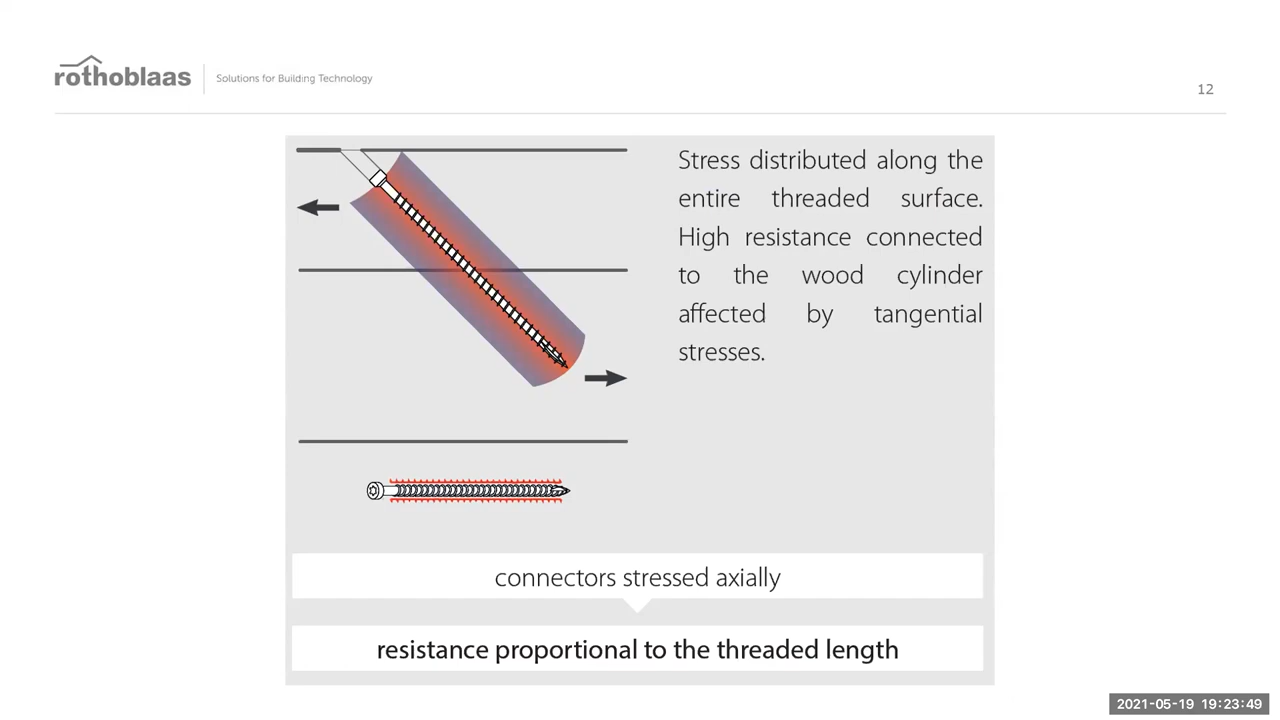 rothoblaas
Solutions for Building Technology
12
Stress distributed along the
entire threaded surface.
High resistance connected
to the wood cylinder
affected by tangential
stresses.
connectors stressed axially
resistance proportional to the threaded length
2021-05-19 19:23:49